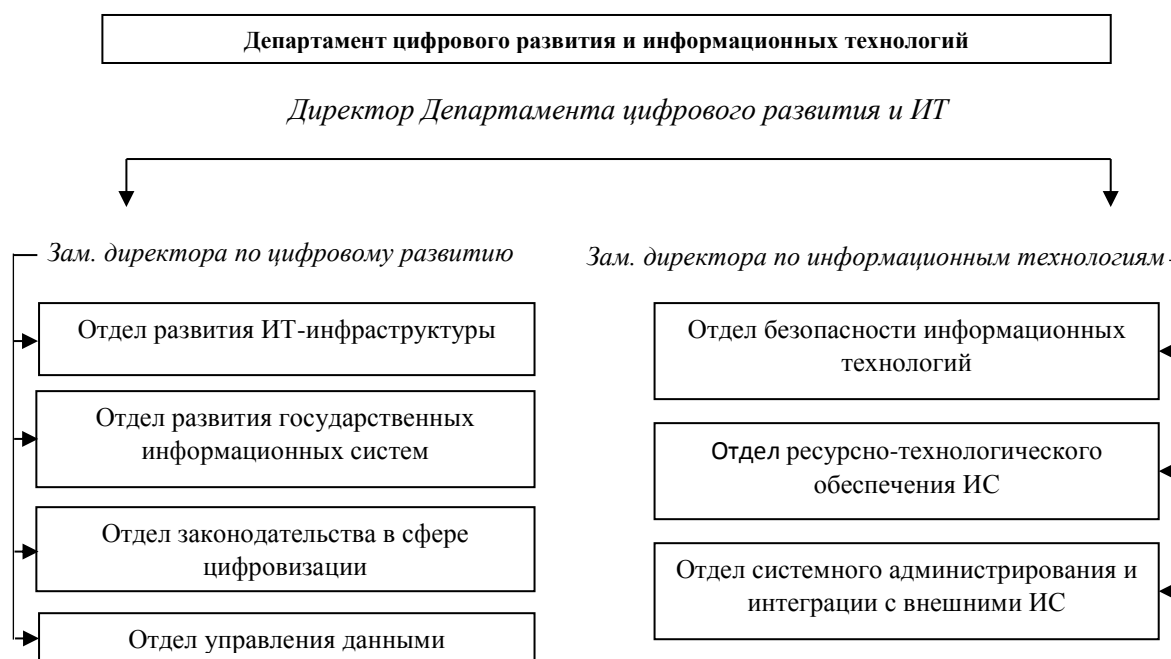 Департамент цифрового развития и информационных технологий
Директор Департамента цифрового развития и ИТ
Зам. директора по цифровому развитию
Отдел развития ИТ-инфраструктуры
Отдел развития государственных
информационных систем
Отдел законодательства в сфере
цифровизации
Отдел управления данными
Зам. директора по информационным технологиям
Отдел безопасности информационных
технологий
Отдел ресурсно-технологического
обеспечения ИС
Отдел системного администрирования и
интеграции с внешними ИС